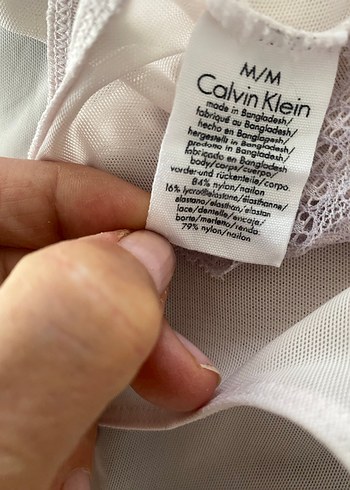 M/M
Calvin Klein
made in Bangladesh/
fabriqué au Bangladesh/
hecho en Bangladesh/
hergestellt in Bangladesh/
prodotto in Bangladesh/
fabricado en Bangladesh
body/corps/cuerpo/
vorder-und rückenteile/corpo
84% nylon/nailon
16% lycra®elastane/élasthanne/
elastano/elasthan/elastan
lace/dentelle/encaje/
borte/merletto/renda
79% nylon/nailon